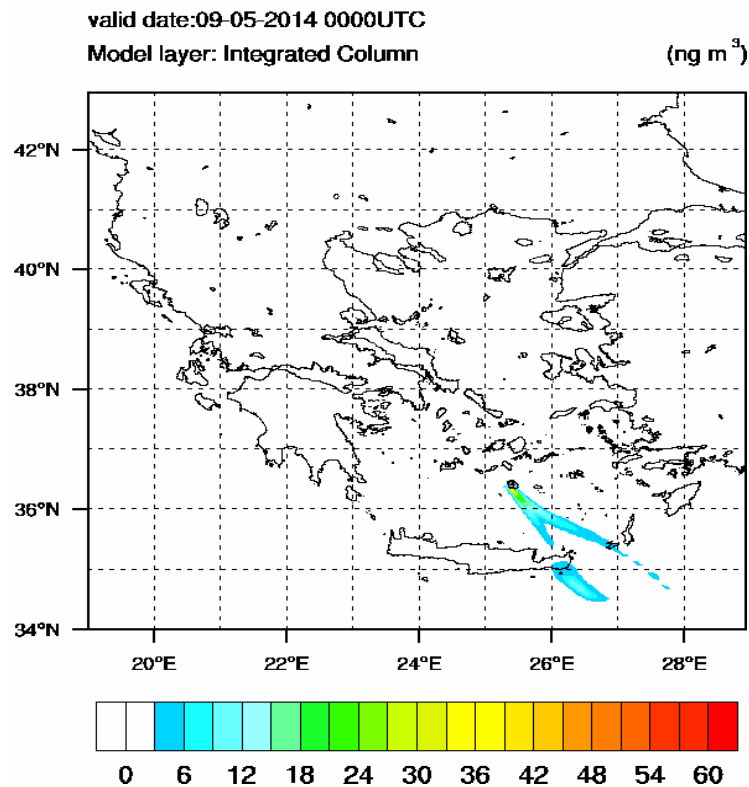 valid date:09-05-2014 0000UTC
Model layer: Integrated Column (ng m³)
42°N
40°N
38°N
36°N
34°N
20°E 22°E 24°E 26°E 28°E
0 6 12 18 24 30 36 42 48 54 60